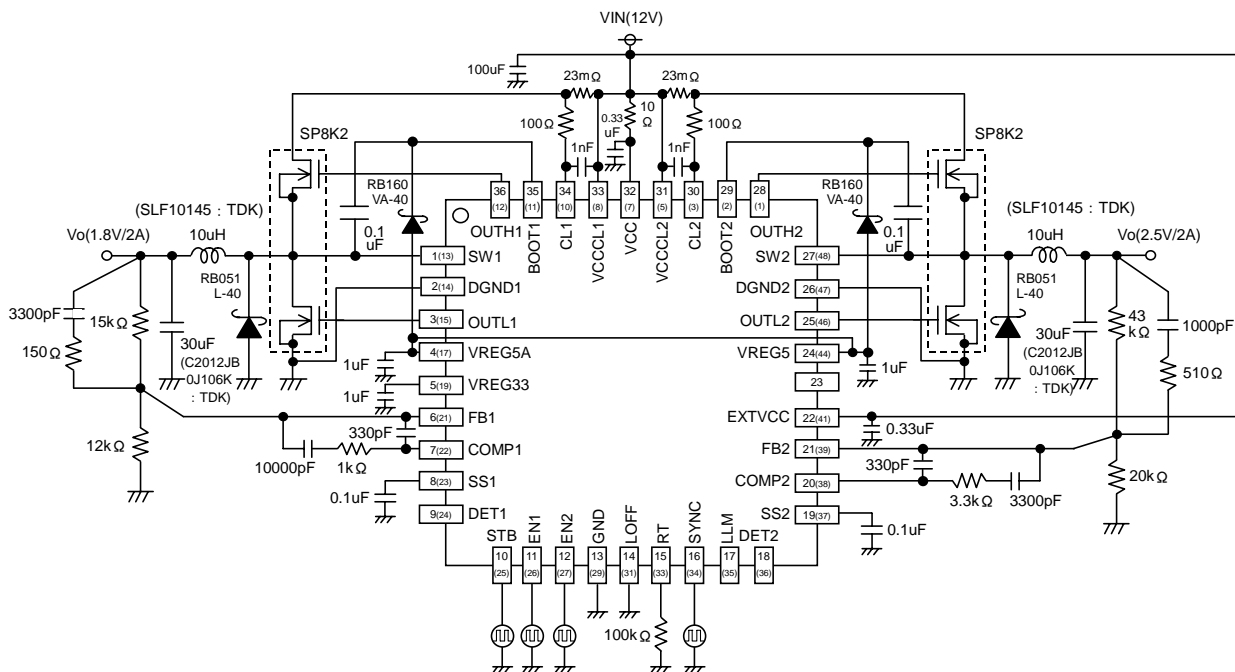 VIN(12V)
100uF
23mΩ
23mΩ
100Ω
0.33
uF
10
Ω
100Ω
1nF
1nF
SP8K2
SP8K2
RB160
VA-40
RB160
VA-40
36
(12)
35
(11)
34
(10)
33
(8)
32
(7)
31
(5)
30
(3)
29
(2)
28
(1)
OUTH1
BOOT1
CL1
VCCCL1
VCC
VCCCL2
CL2
BOOT2
OUTH2
(SLF10145 : TDK)
Vo(1.8V/2A)
10uH
0.1
uF
0.1
uF
(SLF10145 : TDK)
10uH
Vo(2.5V/2A)
RB051
L-40
RB051
L-40
1(13) SW1
2(14) DGND1
3(15) OUTL1
4(17) VREG5A
5(19) VREG33
6(21) FB1
7(22) COMP1
8(23) SS1
9(24) DET1
SW2 27(48)
DGND2 26(47)
OUTL2 25(46)
VREG5 24(44)
23
EXTVCC 22(41)
FB2 21(39)
COMP2 20(38)
SS2 19(37)
3300pF
15kΩ
150Ω
30uF
(C2012JB
0J106K
: TDK)
12kΩ
1uF
1uF
330pF
10000pF
1kΩ
0.1uF
1uF
30uF
(C2012JB
0J106K
: TDK)
43
kΩ
1000pF
510Ω
0.33uF
330pF
3.3kΩ
3300pF
20kΩ
0.1uF
STB
EN1
EN2
GND
LOFF
RT
SYNC
LLM
DET2
10
(25)
11
(26)
12
(27)
13
(29)
14
(31)
15
(33)
16
(34)
17
(35)
18
(36)
100kΩ